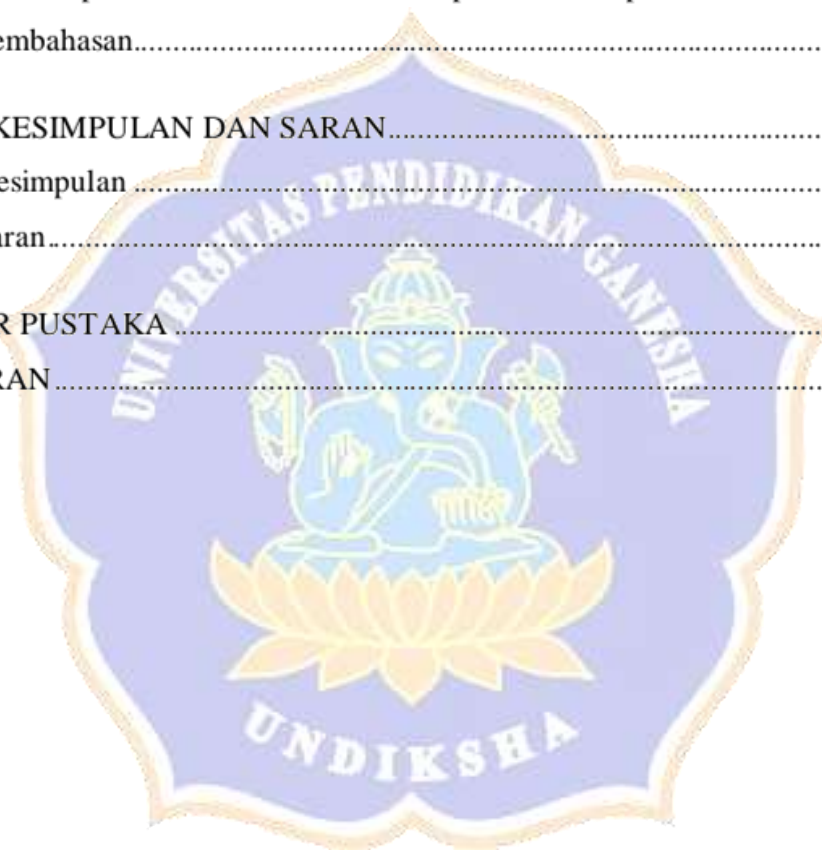 embahasan
KESIMPULAN DAN SARAN
esimpulan
aran
R PUSTAKA
RAN
UNIVERSITAS PENDIDIKAN GANESHA
UNDIKSHA